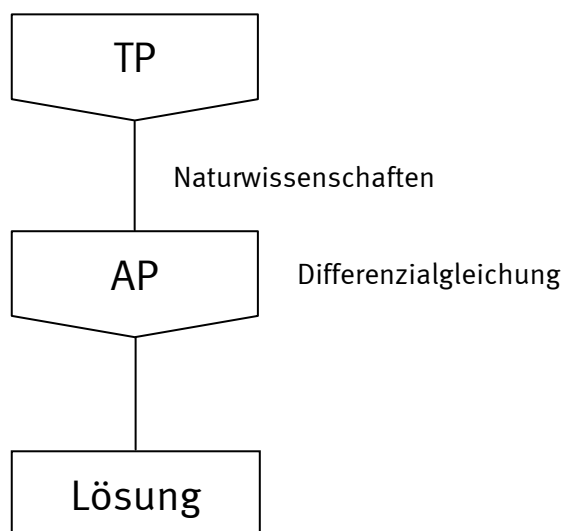 TP
Naturwissenschaften
AP
Differenzialgleichung
Lösung